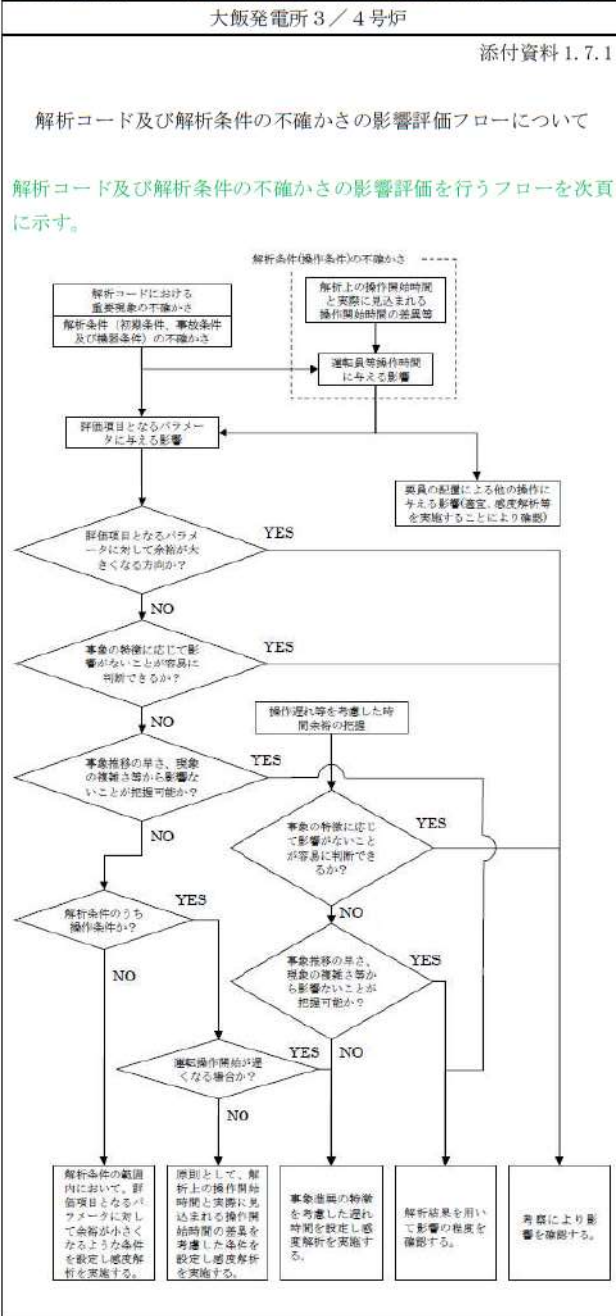 大飯発電所3／4号炉
添付資料 1.7.1
解析コード及び解析条件の不確かさの影響評価フローについて
解析コード及び解析条件の不確かさの影響評価を行うフローを次頁
に示す。
解析条件(操作条件)の不確かさ
解析コードにおける
重要現象の不確かさ
解析条件（初期条件、事故条件
及び機器条件）の不確かさ
解析上の操作開始時間
と実際に見込まれる
操作開始時間の差異等
運転員等操作時間
に与える影響
評価項目となるパラメー
タに与える影響
要員の配置による他の操作に
与える影響(適宜、感度解析等
を実施することにより確認)
評価項目となるパラ
メータに対して余裕が大
きくなる方向か？
YES
NO
事象の特徴に応じて影
響がないことが容易に
判断できるか？
YES
NO
操作遅れ等を考慮した時
間余裕の把握
事象推移の早さ、現象
の複雑さ等から影響な
いことが把握可能か？
YES
NO
事象の特徴に応じ
て影響がないこと
が容易に判断でき
るか？
YES
NO
解析条件のうち
操作条件か？
YES
NO
事象推移の早さ、
現象の複雑さ等か
ら影響ないことが
把握可能か？
YES
NO
運転操作開始が遅
くなる場合か？
YES
NO
解析条件の範囲
内において、評
価項目となるパ
ラメータに対し
て余裕が小さく
なるような条件
を設定し感度解
析を実施する。
原則として、解
析上の操作開始
時間と実際に見
込まれる操作開
始時間の差異を
考慮した条件を
設定し感度解析
を実施する。
事象進展の特徴
を考慮した遅れ
時間を設定し感
度解析を実施す
る。
解析結果を用い
て影響の程度を
確認する。
考察により影
響を確認する。